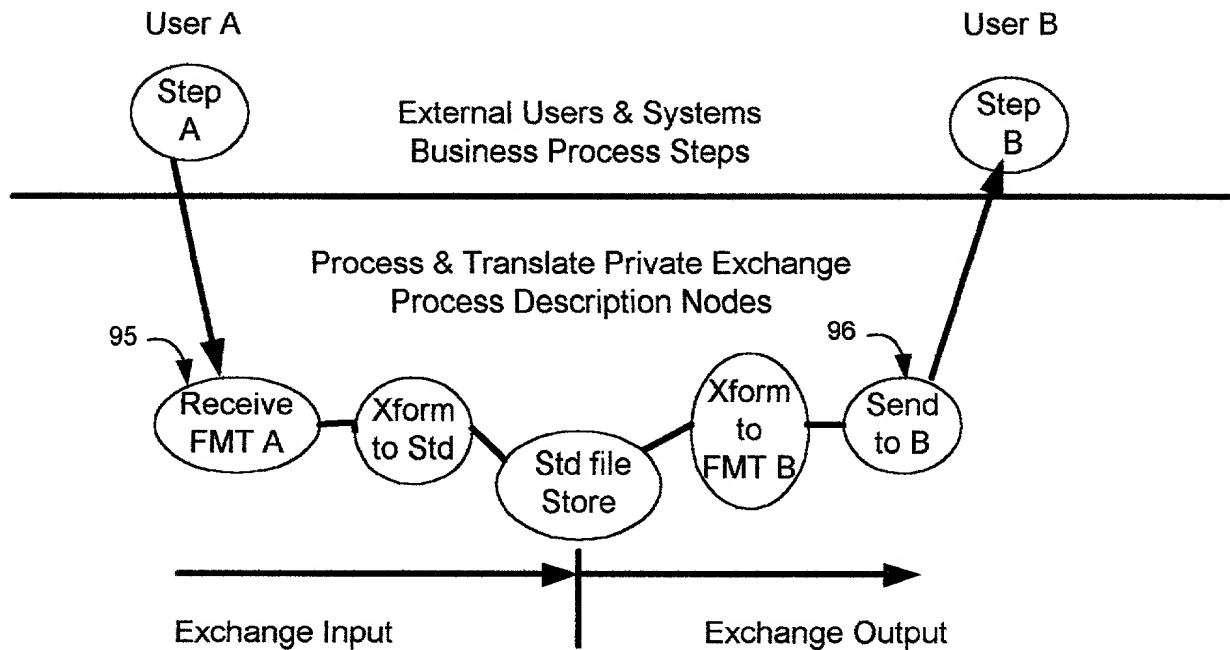 User A
User B
Step
A
External Users & Systems
Business Process Steps
Step
B
Process & Translate Private Exchange
Process Description Nodes
95
96
Receive
FMT A
Xform
to Std
Std file
Store
Xform
to
FMT B
Send
to B
Exchange Input
Exchange Output